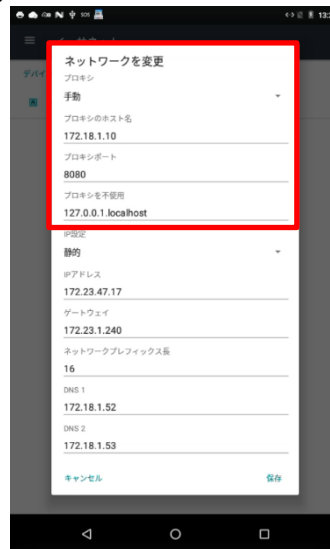 SOS
13:
ネットワークを変更
プロキシ
手動
プロキシのホスト名
172.18.1.10
プロキシポート
8080
プロキシを不使用
127.0.0.1.localhost
IP設定
静的
IPアドレス
172.23.47.17
ゲートウェイ
172.23.1.240
ネットワークプレフィックス長
16
DNS 1
172.18.1.52
DNS 2
172.18.1.53
キャンセル
保存